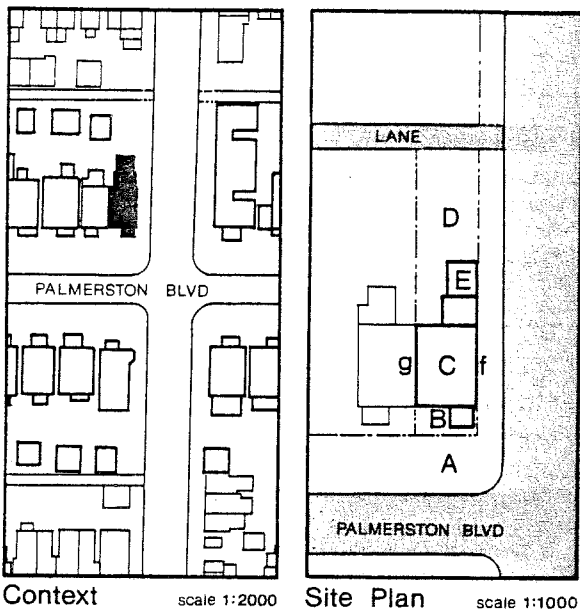 PALMERSTON BLVD
Context
scale 1:2000
LANE
D
E
g
C
f
B
A
PALMERSTON BLVD
Site Plan
scale 1:1000